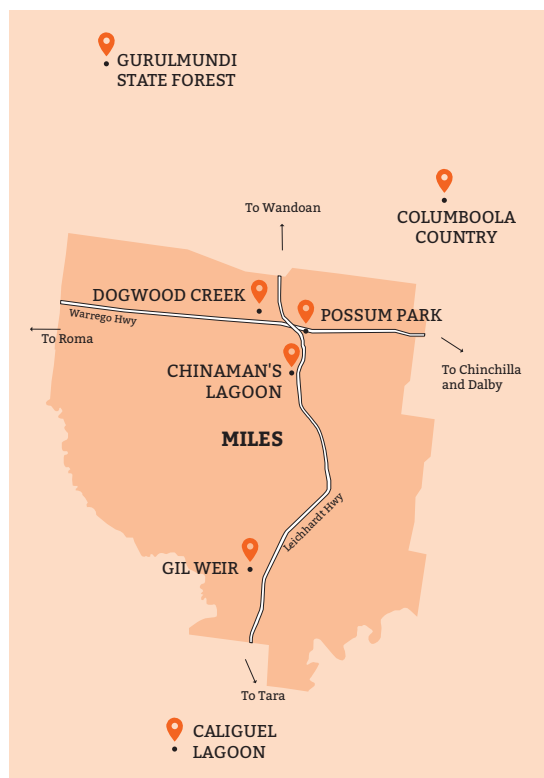 GURULMUNDI
STATE FOREST
To Wandoan
COLUMBOOLA
COUNTRY
DOGWOOD CREEK
POSSUM PARK
Warrego Hwy
To Roma
To Chinchilla
and Dalby
CHINAMAN'S
LAGOON
MILES
Leichhardt Hwy
GIL WEIR
To Tara
CALIGUEL
LAGOON